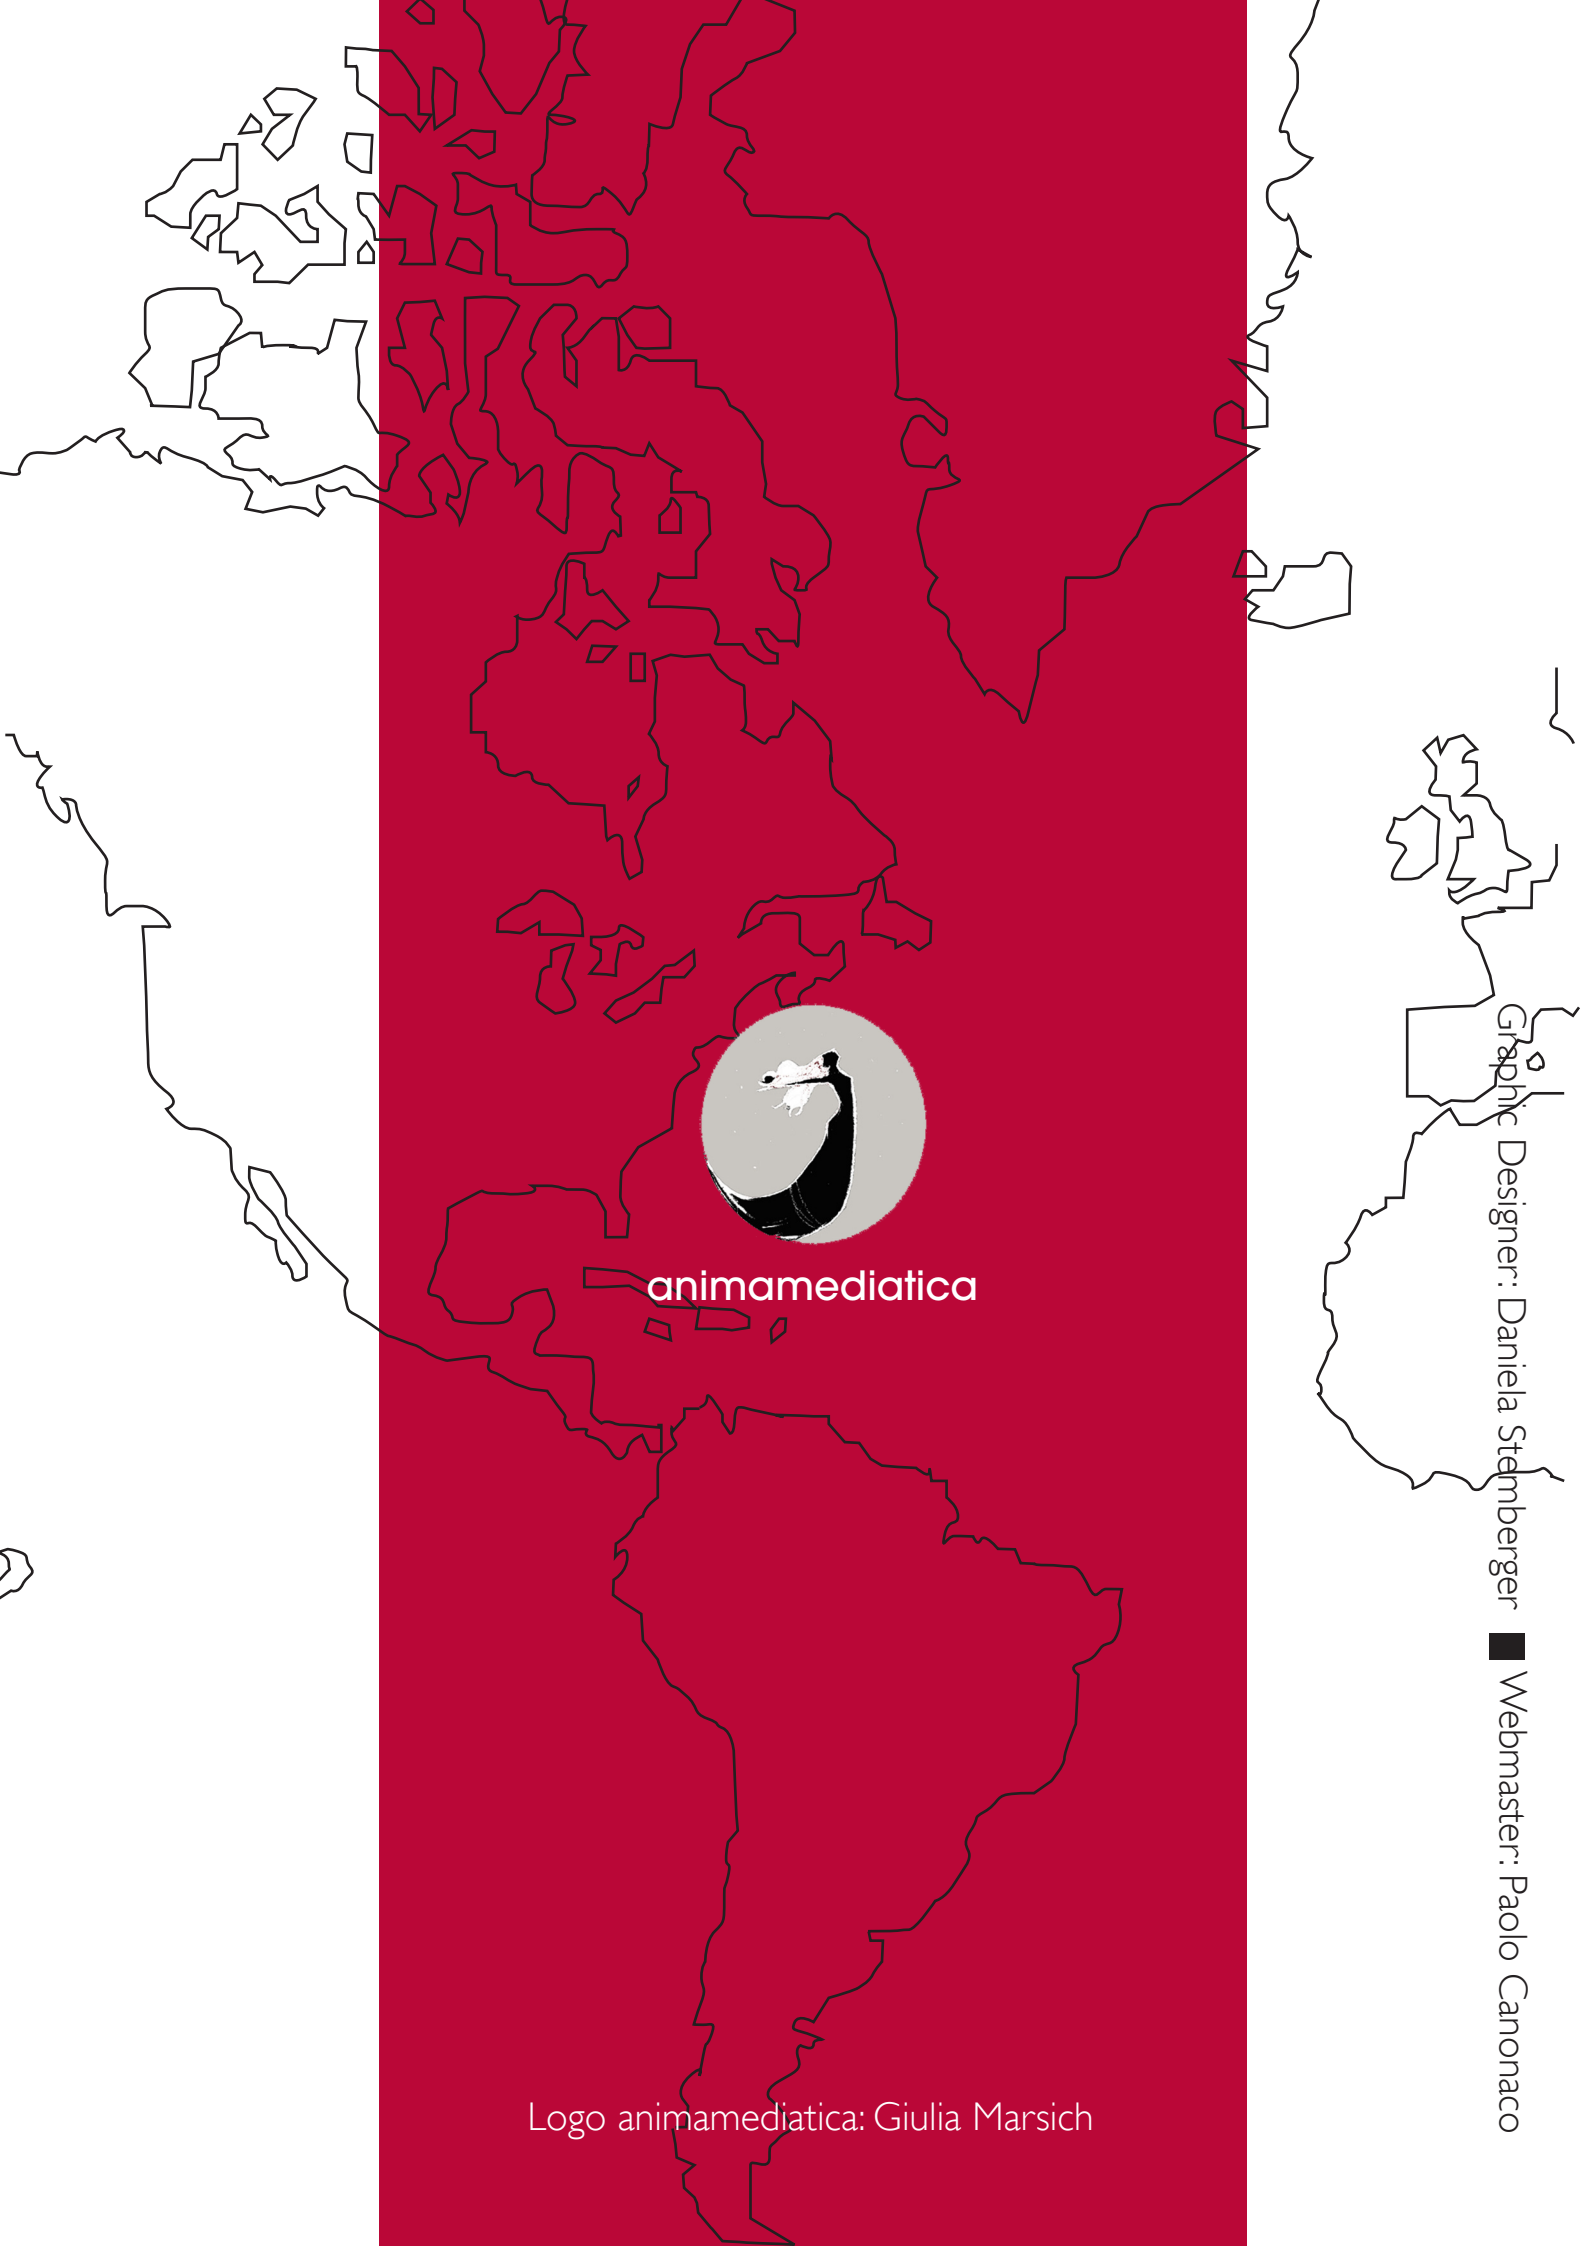 animamediatica
Logo animamediatica: Giulia Marsich
Graphic Designer: Daniela Stemberger ■ Webmaster: Paolo Canonaco